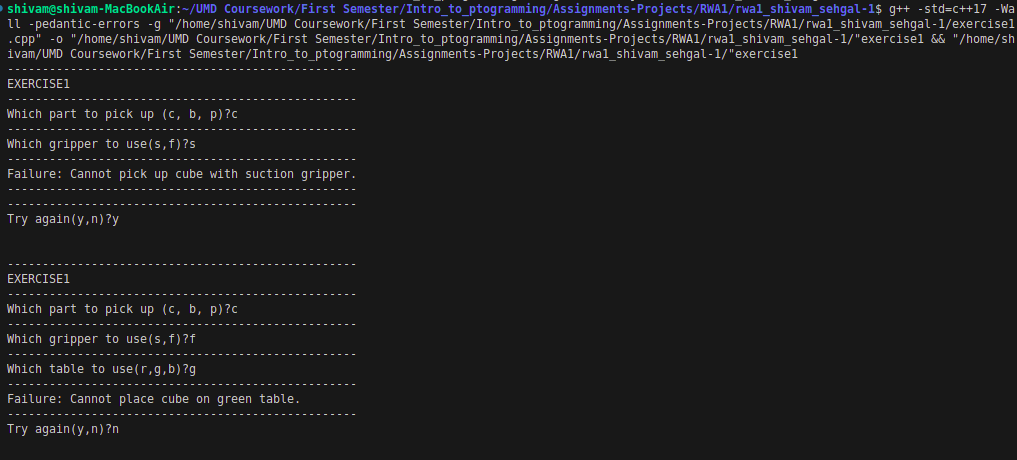 shivam@shivam-MacBookAir:~/UMD Coursework/First Semester/Intro_to_ptogramming/Assignments-Projects/RWA1/rwa1_shivam_sehgal-1$ g++ -std=c++17 -Wa
ll -pedantic-errors -g "/home/shivam/UMD Coursework/First Semester/Intro_to_ptogramming/Assignments-Projects/RWA1/rwa1_shivam_sehgal-1/exercise1
.cpp" -o "/home/shivam/UMD Coursework/First Semester/Intro_to_ptogramming/Assignments-Projects/RWA1/rwa1_shivam_sehgal-1/"exercise1 && "/home/sh
ivam/UMD Coursework/First Semester/Intro_to_ptogramming/Assignments-Projects/RWA1/rwa1_shivam_sehgal-1/"exercise1
--------------------------------------------------
EXERCISE1
--------------------------------------------------
Which part to pick up (c, b, p)?c
--------------------------------------------------
Which gripper to use(s,f)?s
--------------------------------------------------
Failure: Cannot pick up cube with suction gripper.
--------------------------------------------------
--------------------------------------------------
Try again(y,n)?y
--------------------------------------------------
EXERCISE1
--------------------------------------------------
Which part to pick up (c, b, p)?c
--------------------------------------------------
Which gripper to use(s,f)?f
--------------------------------------------------
Which table to use(r,g,b)?g
--------------------------------------------------
Failure: Cannot place cube on green table.
--------------------------------------------------
Try again(y,n)?n